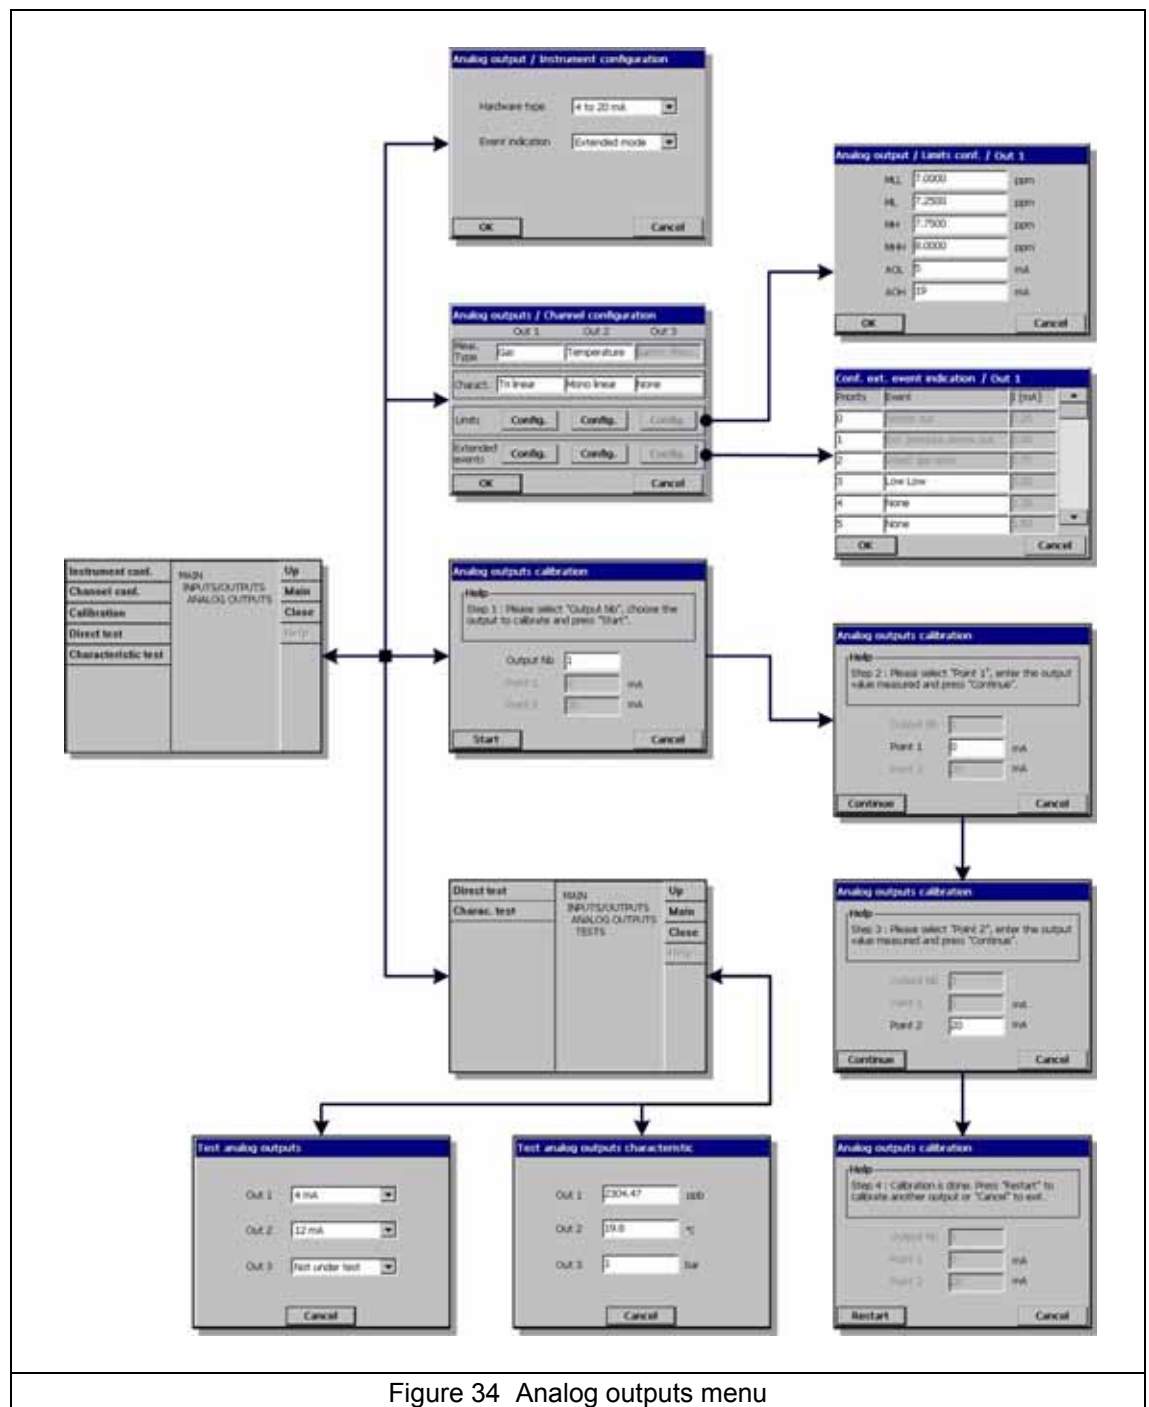 Analog output / Instrument configuration
Hardware type 4 to 20 mA
Event indication Extended mode
OK Cancel
Analog output / Limits conf. / Out 1
MLL 7.0000 ppm
ML 7.2500 ppm
MH 7.7500 ppm
MHH 8.0000 ppm
AOL 5 mA
AOH 19 mA
OK Cancel
Analog outputs / Channel configuration
Out 1 Out 2 Out 3
Meas. Type Gas Temperature
Charact. Tri linear Mono linear None
Limits Config. Config. Config.
Extended events Config. Config. Config.
OK Cancel
Conf. ext. event indication / Out 1
Priority Event I [mA]
0
1
2
3 Low Low
4 None
5 None
OK Cancel
Instrument conf.
Channel conf.
Calibration
Direct test
Characteristic test
MAIN
INPUTS/OUTPUTS
ANALOG OUTPUTS
Up
Main
Close
Help
Analog outputs calibration
Help
Step 1 : Please select "Output Nb", choose the
output to calibrate and press "Start".
Output Nb 1
Point 1 mA
Point 2 20 mA
Start Cancel
Analog outputs calibration
Help
Step 2 : Please select "Point 1", enter the output
value measured and press "Continue".
Output Nb
Point 1 0 mA
Point 2 20 mA
Continue Cancel
Analog outputs calibration
Help
Step 3 : Please select "Point 2", enter the output
value measured and press "Continue".
Output Nb
Point 1 mA
Point 2 20 mA
Continue Cancel
Analog outputs calibration
Help
Step 4 : Calibration is done. Press "Restart" to
calibrate another output or "Cancel" to exit.
Output Nb
Point 1 mA
Point 2 20 mA
Restart Cancel
Direct test
Charac. test
MAIN
INPUTS/OUTPUTS
ANALOG OUTPUTS
TESTS
Up
Main
Close
Help
Test analog outputs
Out 1 4 mA
Out 2 12 mA
Out 3 Not under test
Cancel
Test analog outputs characteristic
Out 1 2304.47 ppb
Out 2 19.8 °C
Out 3 1 bar
Cancel
Figure 34 Analog outputs menu